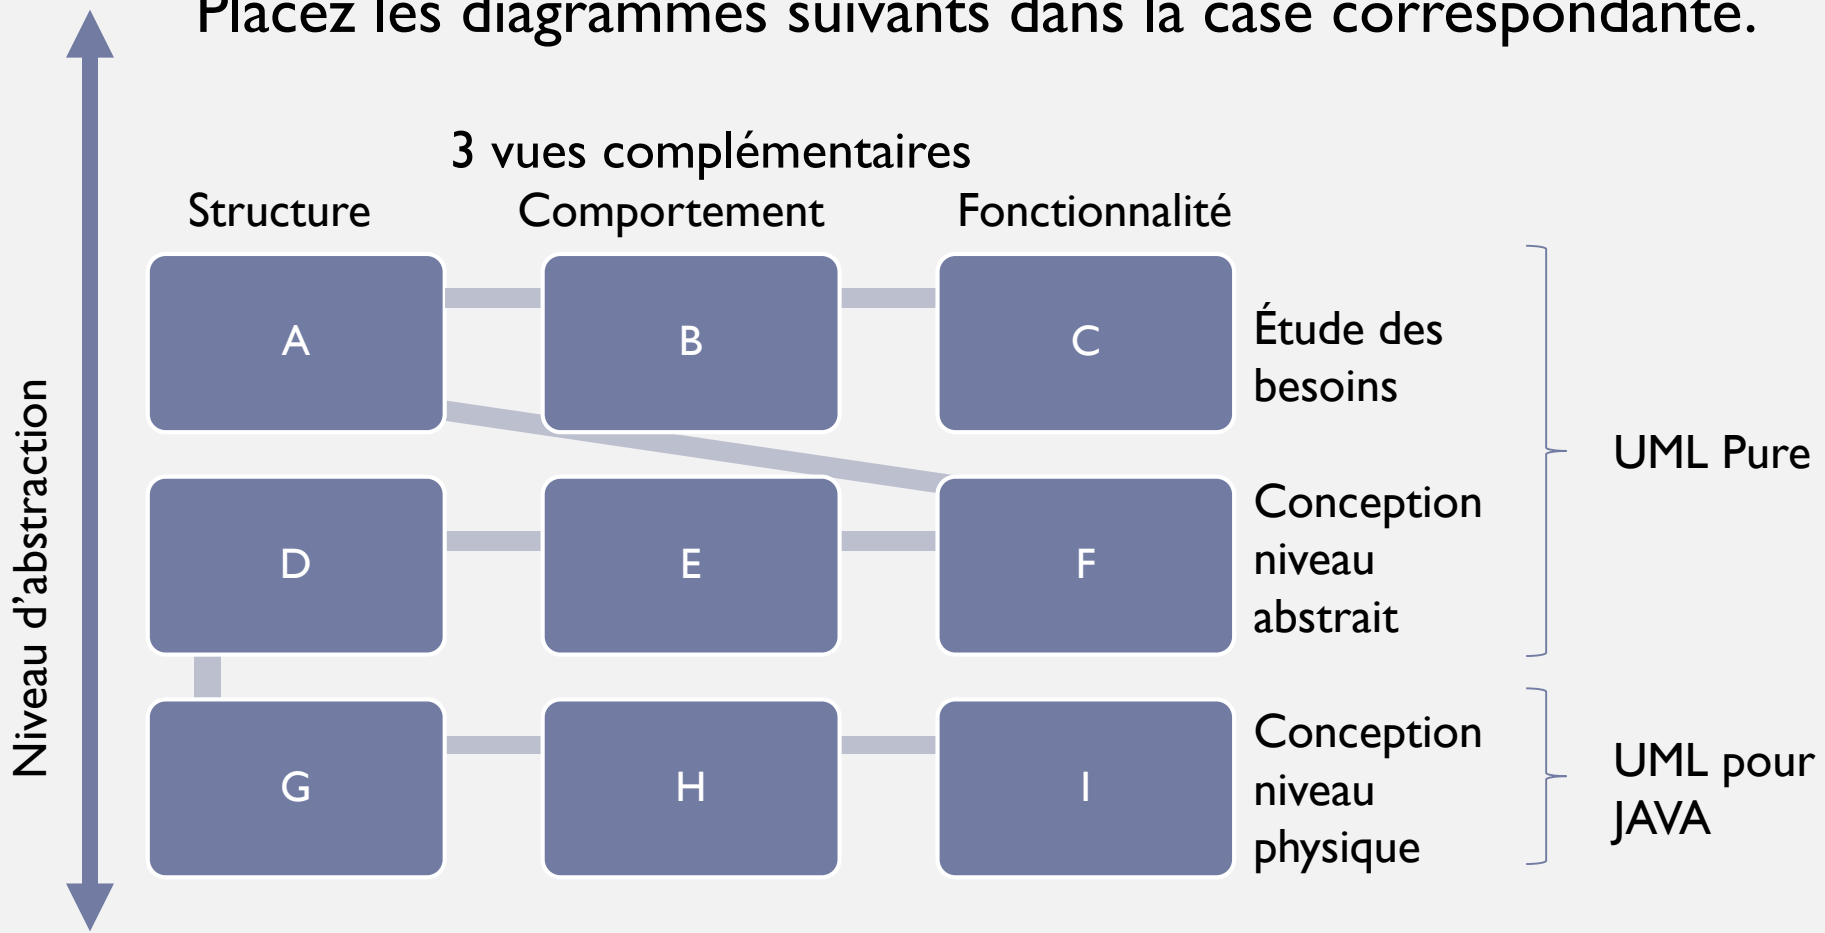 Placez les diagrammes suivants dans la case correspondante.
3 vues complémentaires
Structure
Comportement
Fonctionnalité
A
B
C
Étude des
besoins
D
E
F
Conception
niveau
abstrait
G
H
I
Conception
niveau
physique
UML Pure
UML pour
JAVA
Niveau d’abstraction